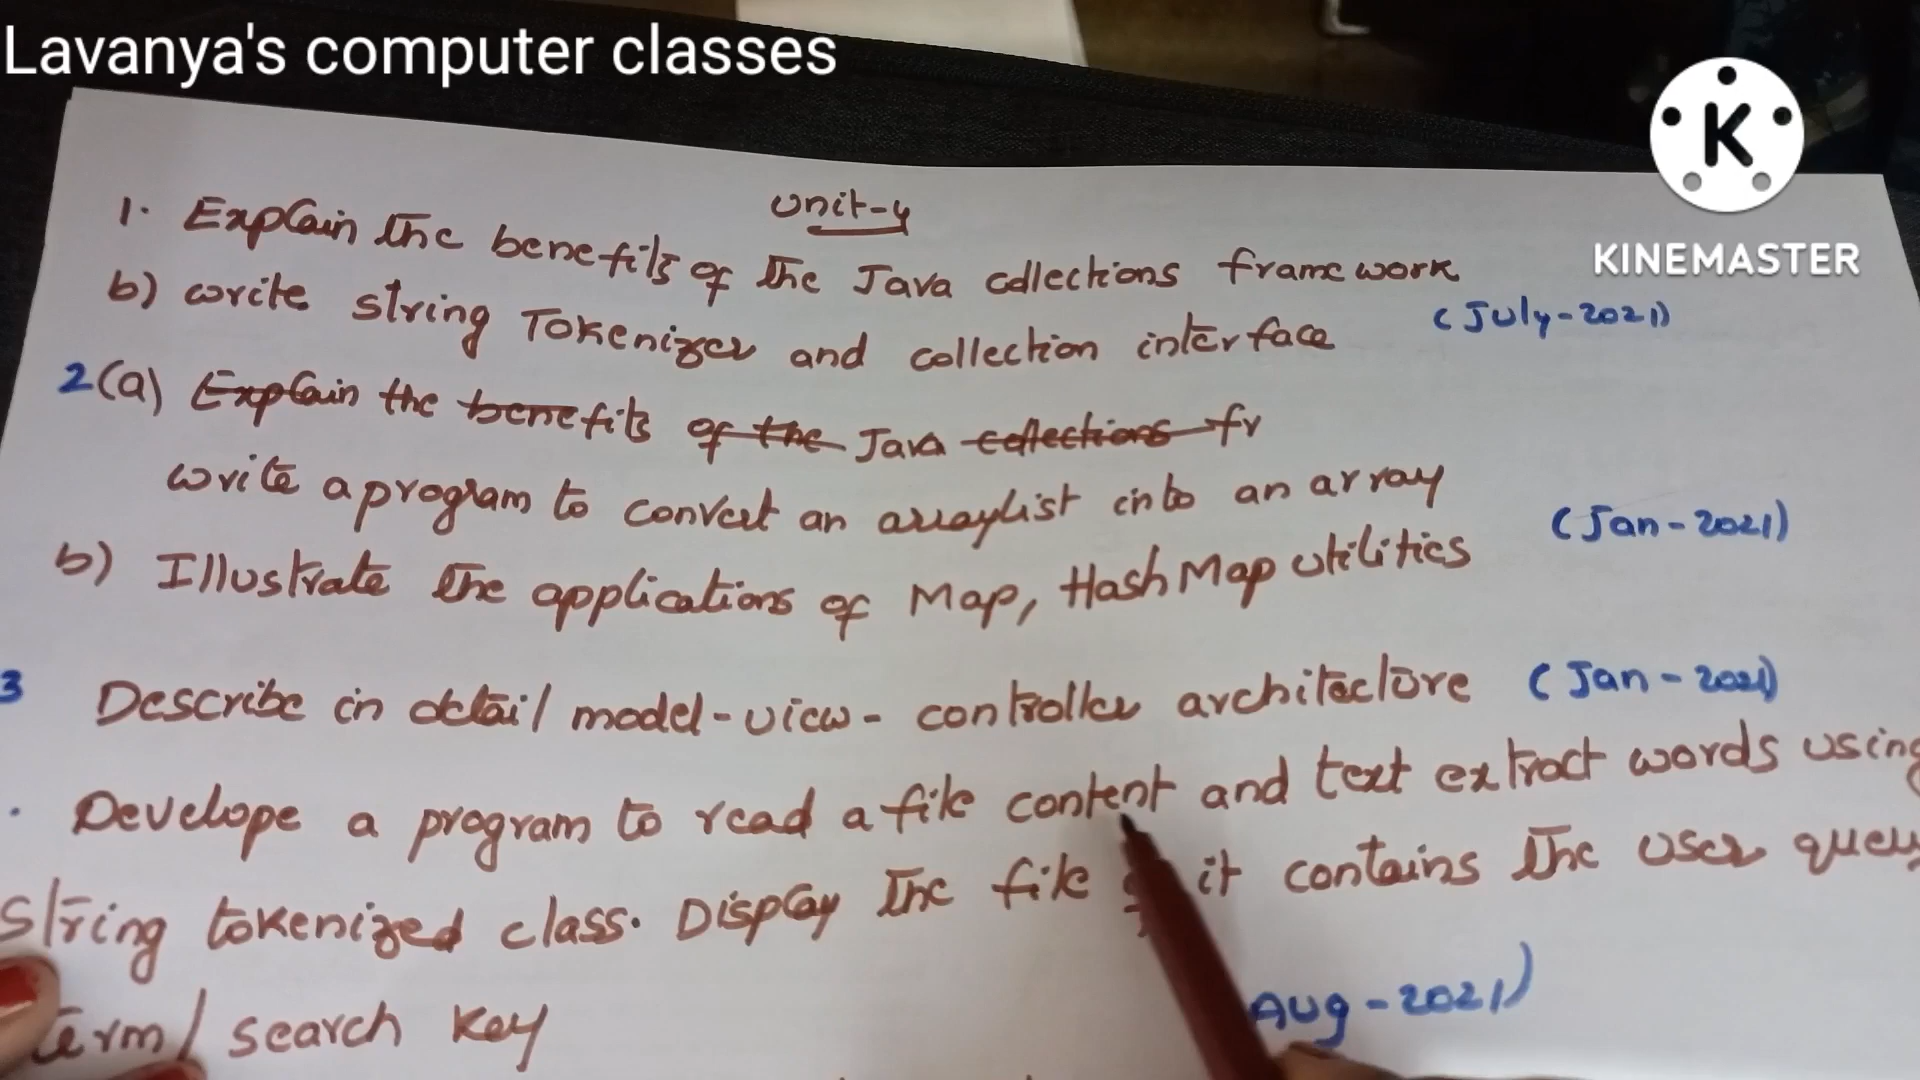 Lavanya's computer classes
K
KINEMASTER
Unit-4
1. Explain the benefits of the Java collections frame work
(July-2021)
b) write string Tokenizer and collection interface
2(a) Explain the benefits of the Java collections fr
write a program to convert an arraylist into an array
(Jan-2021)
b) Illustrate the applications of Map, HashMap utilities
3 Describe in detail model-view-controller architecture (Jan-2021)
. Develope a program to read a file content and text extract words using
string tokenized class. Display the file it contains the user query
term/ search key
Aug-2021)